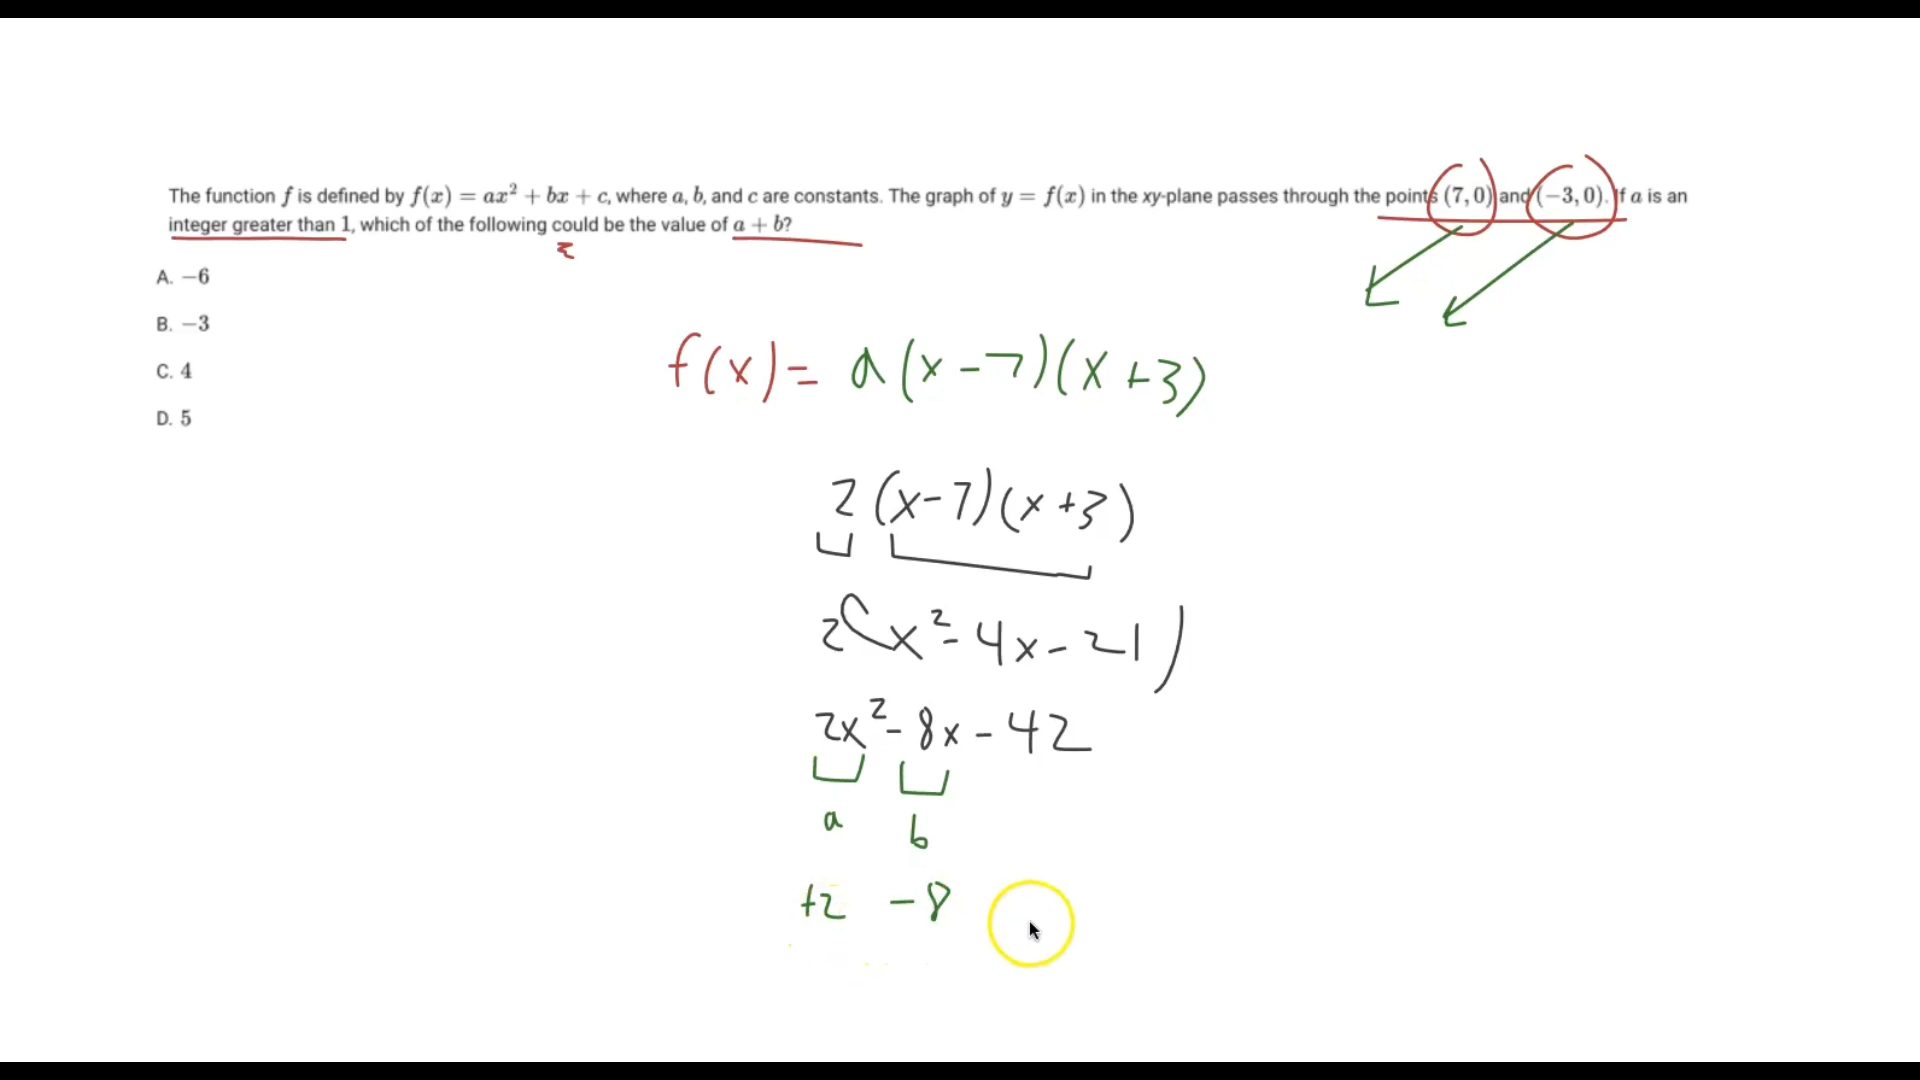 The function f is defined by f(x) = ax² + bx + c, where a, b, and c are constants. The graph of y = f(x) in the xy-plane passes through the points (7, 0) and (−3, 0). If a is an
integer greater than 1, which of the following could be the value of a + b?
A. −6
B. −3
C. 4
D. 5
f(x) = a(x-7)(x+3)
2(x-7)(x+3)
2(x²-4x-21)
2x²-8x-42
a b
+2 -8